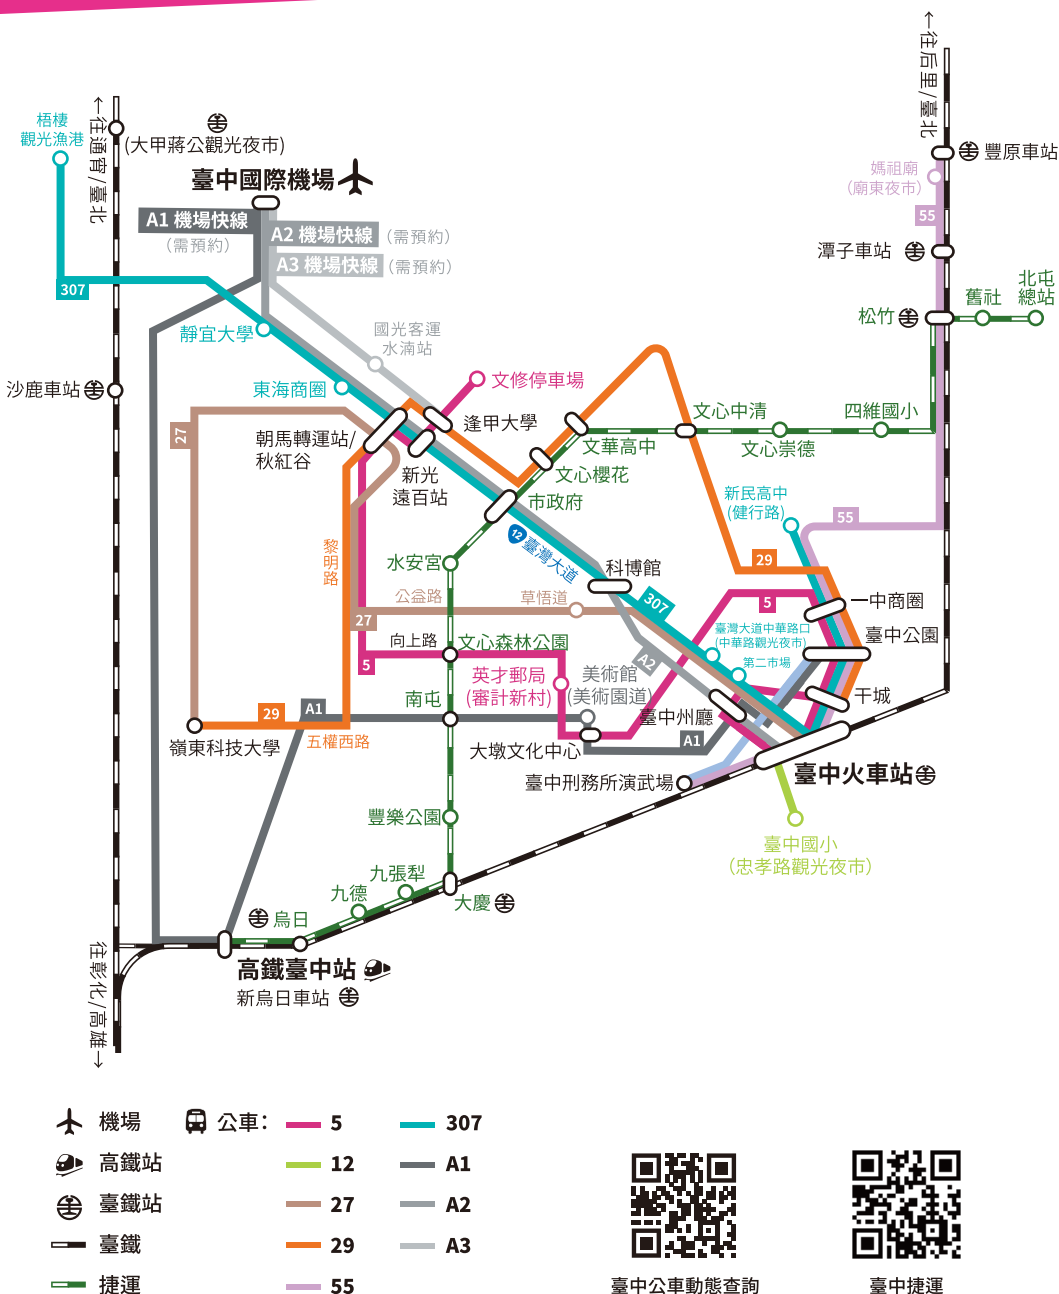 ←往后里/臺北
←往通宵/臺北
梧棲
觀光漁港
(大甲蔣公觀光夜市)
臺中國際機場
豐原車站
媽祖廟
(廟東夜市)
55
A1 機場快線
(需預約)
A2 機場快線
(需預約)
A3 機場快線
(需預約)
潭子車站
北屯
總站
舊社
松竹
307
靜宜大學
國光客運
水湳站
沙鹿車站
東海商圈
文修停車場
27
朝馬轉運站/
秋紅谷
逢甲大學
新光
遠百站
文心中清
四維國小
文華高中
文心崇德
文心櫻花
市政府
新民高中
(健行路)
55
12
臺灣大道
黎明路
水安宮
科博館
29
公益路
草悟道
307
5
一中商圈
27
向上路
文心森林公園
臺灣大道中華路口
(中華路觀光夜市)
臺中公園
5
A2
第二市場
英才郵局
(審計新村)
美術館
(美術園道)
干城
南屯
A1
29
臺中州廳
嶺東科技大學
五權西路
大墩文化中心
A1
臺中刑務所演武場
臺中火車站
豐樂公園
臺中國小
(忠孝路觀光夜市)
九張犁
九德
大慶
烏日
往彰化/高雄→
高鐵臺中站
新烏日車站
機場
公車：
5
307
高鐵站
12
A1
臺鐵站
27
A2
臺鐵
29
A3
捷運
55
臺中公車動態查詢
臺中捷運